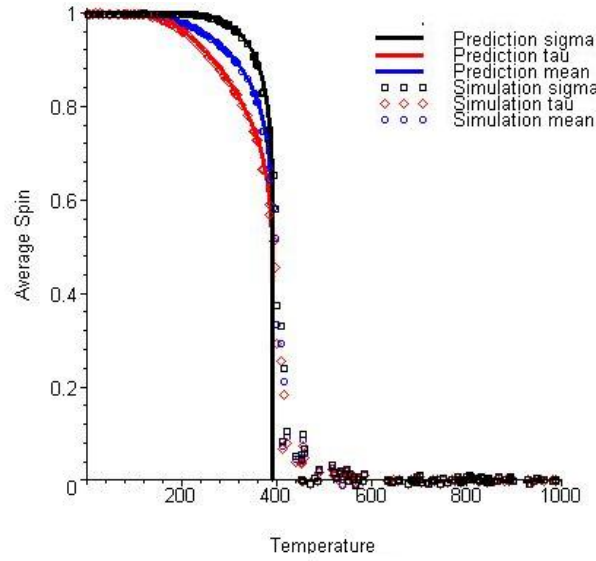 1
0.8
0.6
0.4
0.2
0
200
400
600
800
1000
Average Spin
Temperature
Prediction sigma
Prediction tau
Prediction mean
Simulation sigma
Simulation tau
Simulation mean